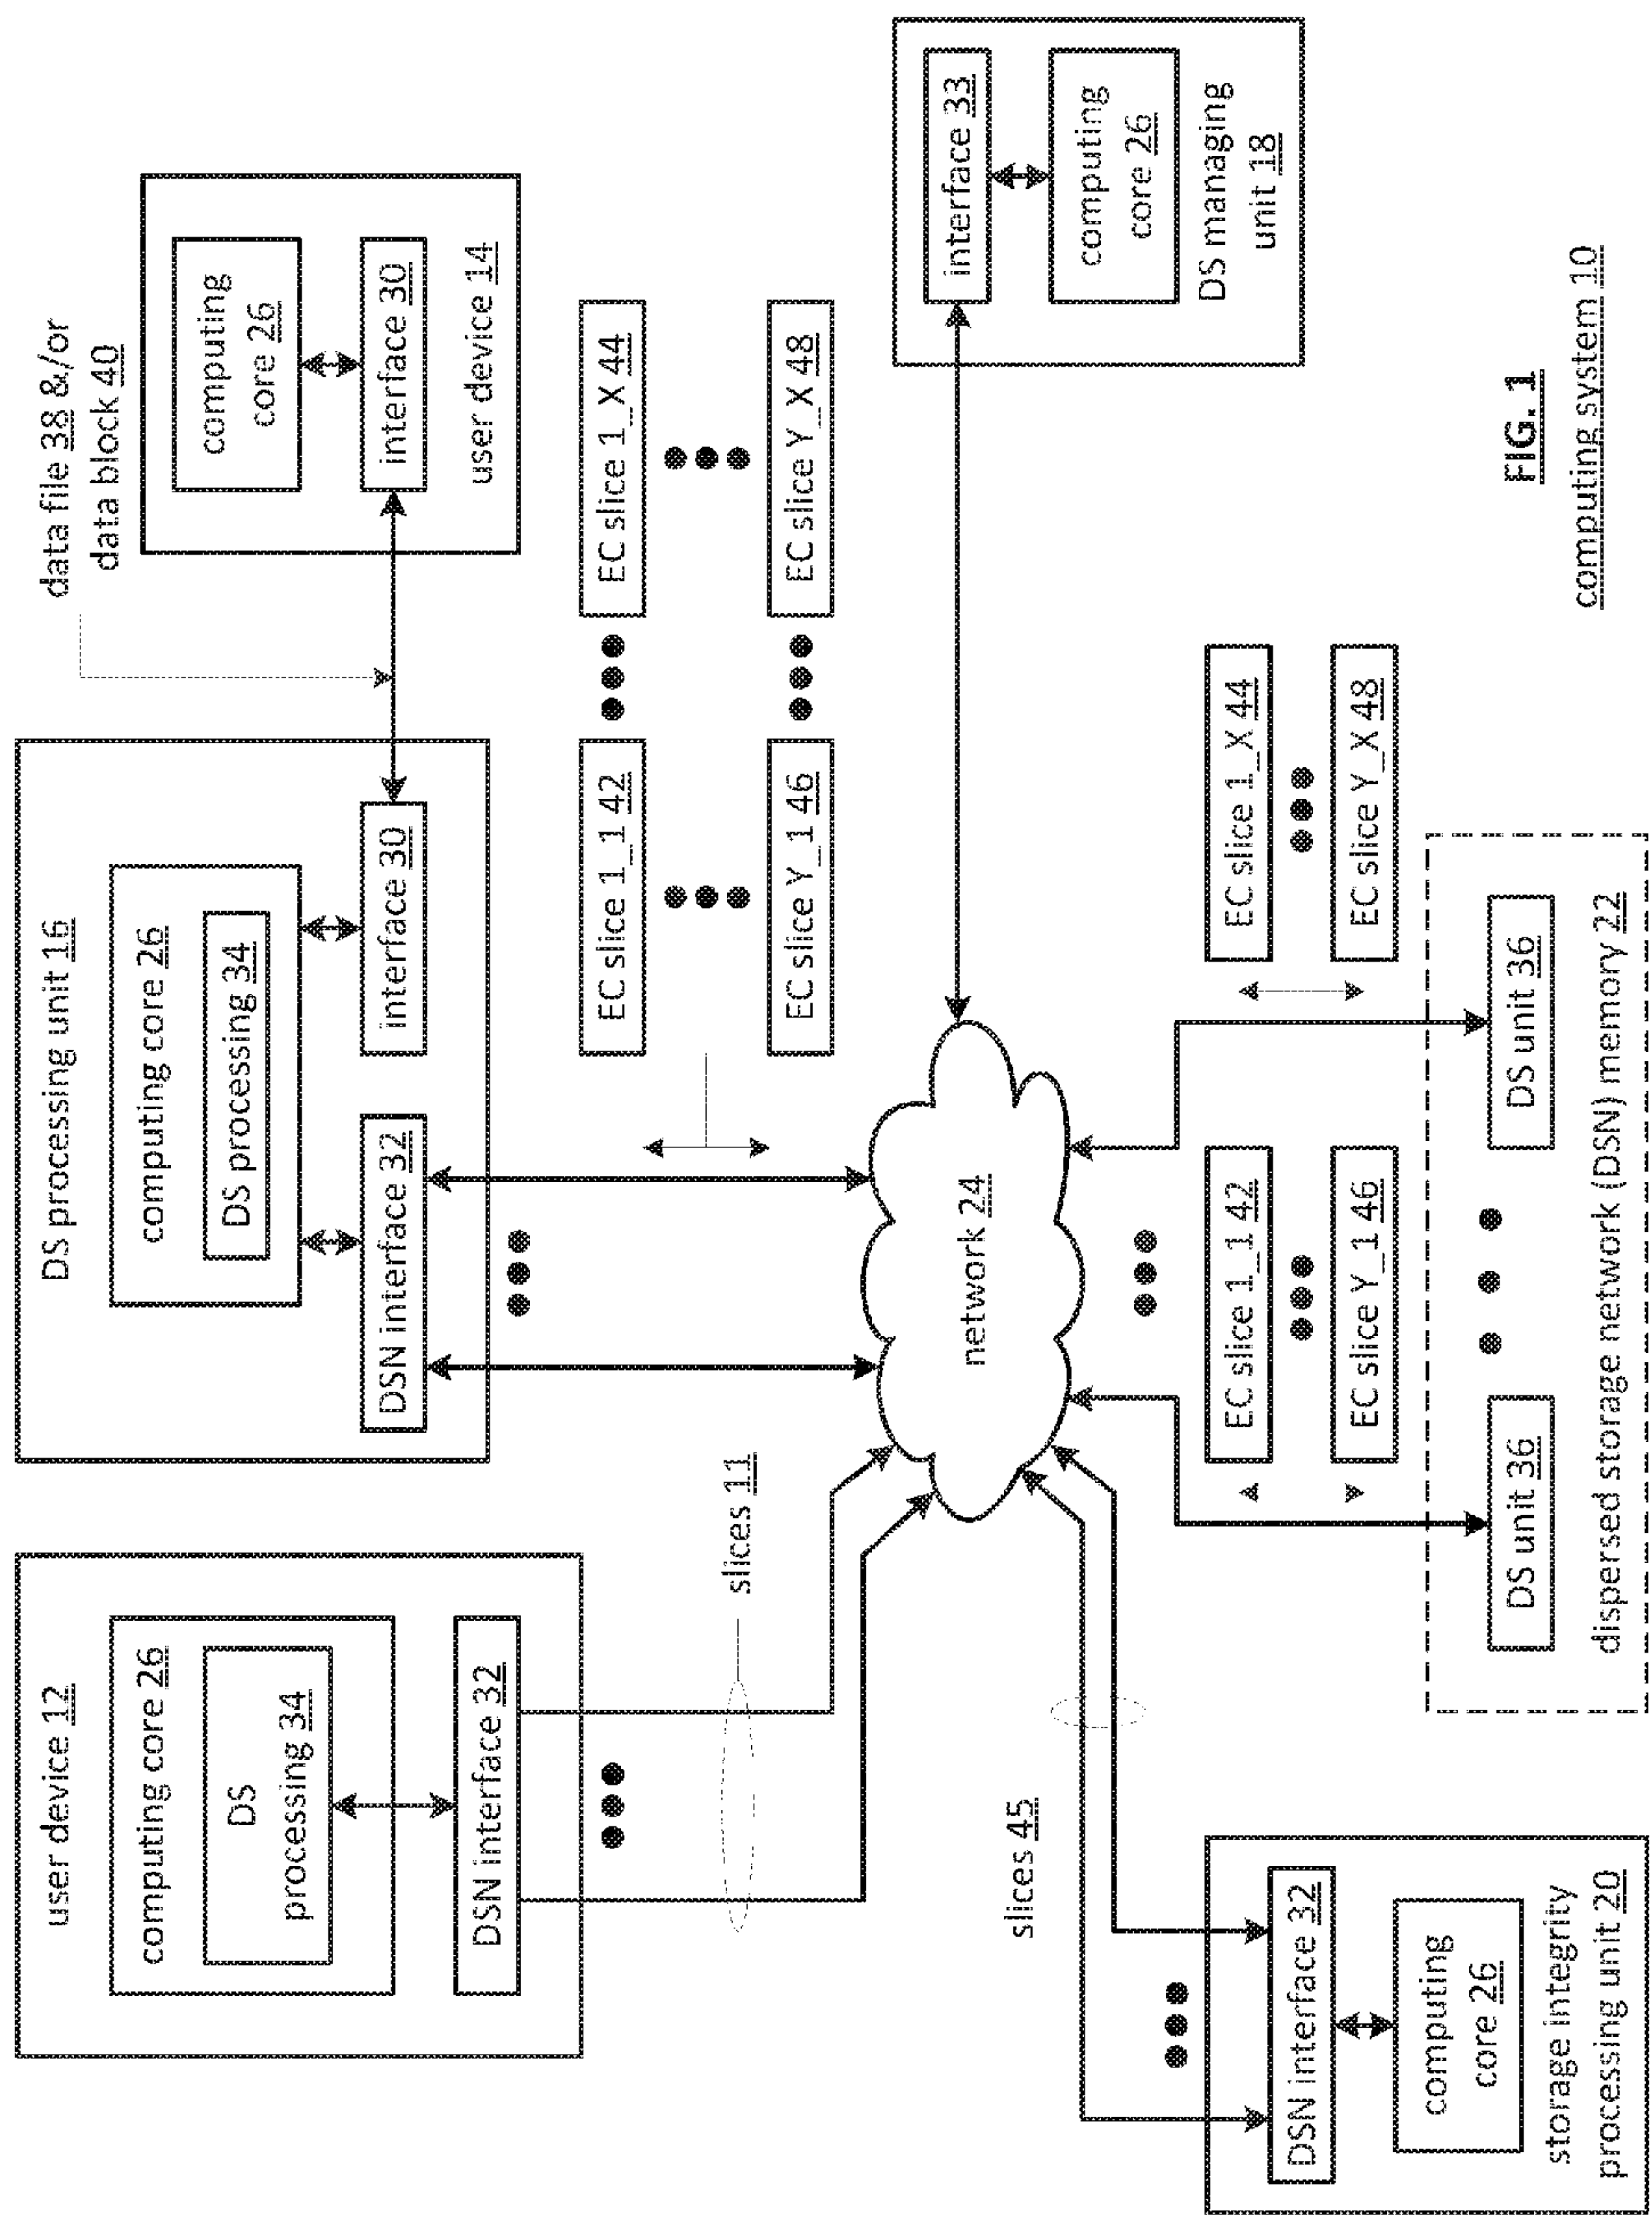 user device 12
computing core 26
DS
processing 34
DSN interface 32
slices 11
DS processing unit 16
computing core 26
DS processing 34
DSN interface 32
interface 30
data file 38 &/or
data block 40
computing
core 26
interface 30
user device 14
EC slice 1_1 42
EC slice 1_X 44
EC slice Y_1 46
EC slice Y_X 48
network 24
interface 33
computing
core 26
DS managing
unit 18
slices 45
DSN interface 32
computing
core 26
storage integrity
processing unit 20
EC slice 1_1 42
EC slice Y_1 46
EC slice 1_X 44
EC slice Y_X 48
DS unit 36
DS unit 36
dispersed storage network (DSN) memory 22
FIG. 1
computing system 10